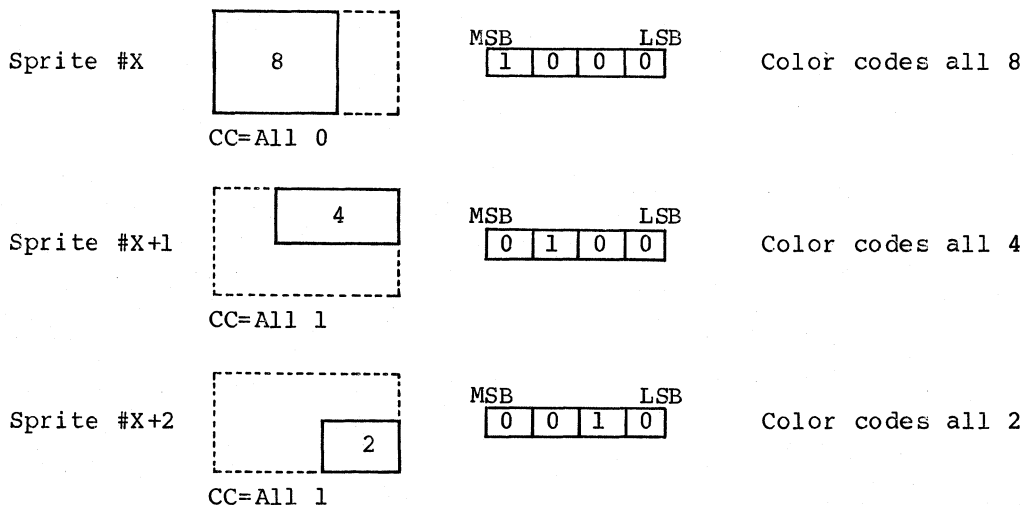 MSB LSB
Sprite #X 8 1 0 0 0 Color codes all 8
CC=All 0
4 MSB LSB
Sprite #X+1 0 1 0 0 Color codes all 4
CC=All 1
MSB LSB
Sprite #X+2 2 0 0 1 0 Color codes all 2
CC=All 1